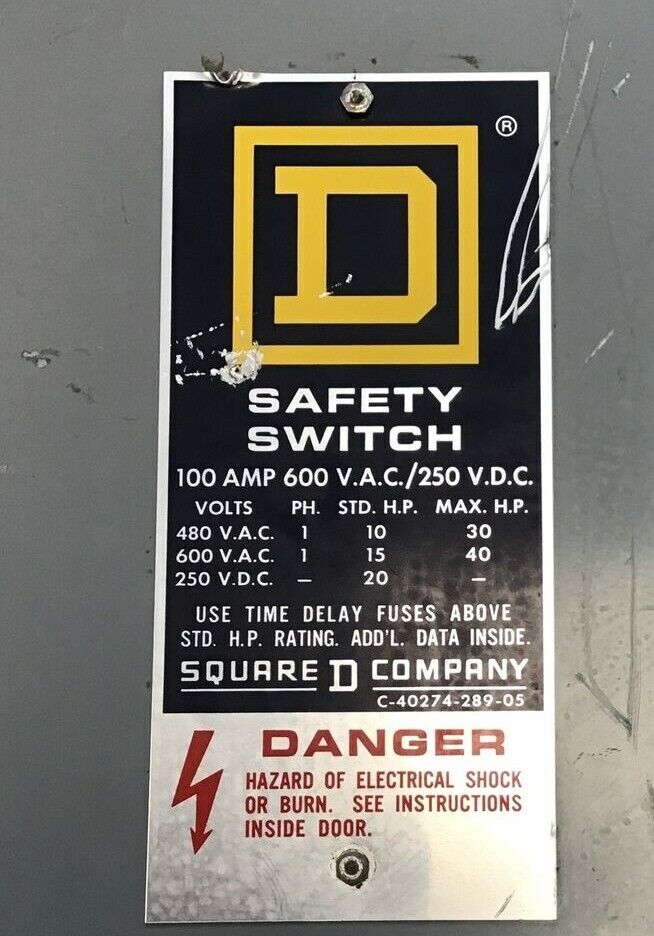 D ®
SAFETY
SWITCH
100 AMP 600 V.A.C./250 V.D.C.
VOLTS PH. STD. H.P. MAX. H.P.
480 V.A.C. 1 10 30
600 V.A.C. 1 15 40
250 V.D.C. — 20 —
USE TIME DELAY FUSES ABOVE
STD. H.P. RATING. ADD'L. DATA INSIDE.
SQUARE D COMPANY
C-40274-289-05
DANGER
HAZARD OF ELECTRICAL SHOCK
OR BURN. SEE INSTRUCTIONS
INSIDE DOOR.